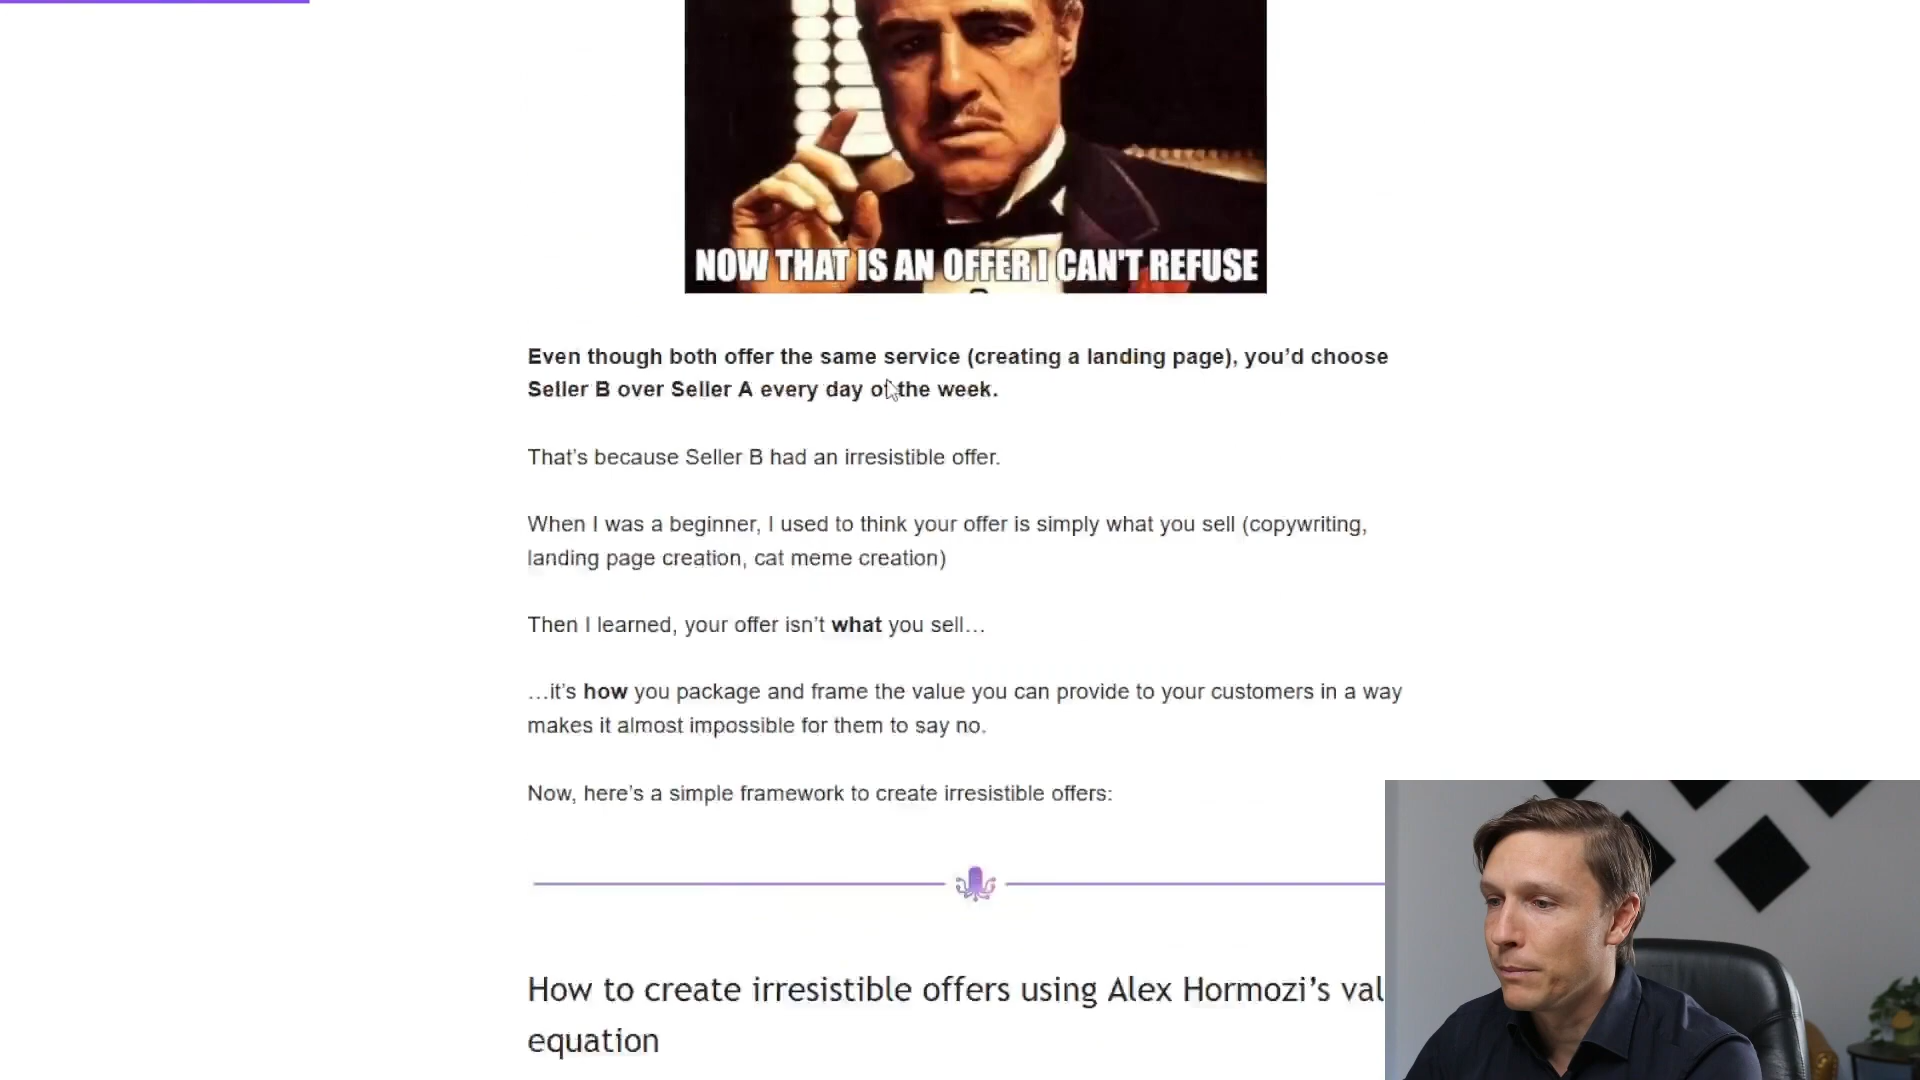 NOW THAT IS AN OFFER I CAN'T REFUSE
Even though both offer the same service (creating a landing page), you’d choose
Seller B over Seller A every day of the week.
That’s because Seller B had an irresistible offer.
When I was a beginner, I used to think your offer is simply what you sell (copywriting,
landing page creation, cat meme creation)
Then I learned, your offer isn’t what you sell…
…it’s how you package and frame the value you can provide to your customers in a way
makes it almost impossible for them to say no.
Now, here’s a simple framework to create irresistible offers:
How to create irresistible offers using Alex Hormozi’s val
equation